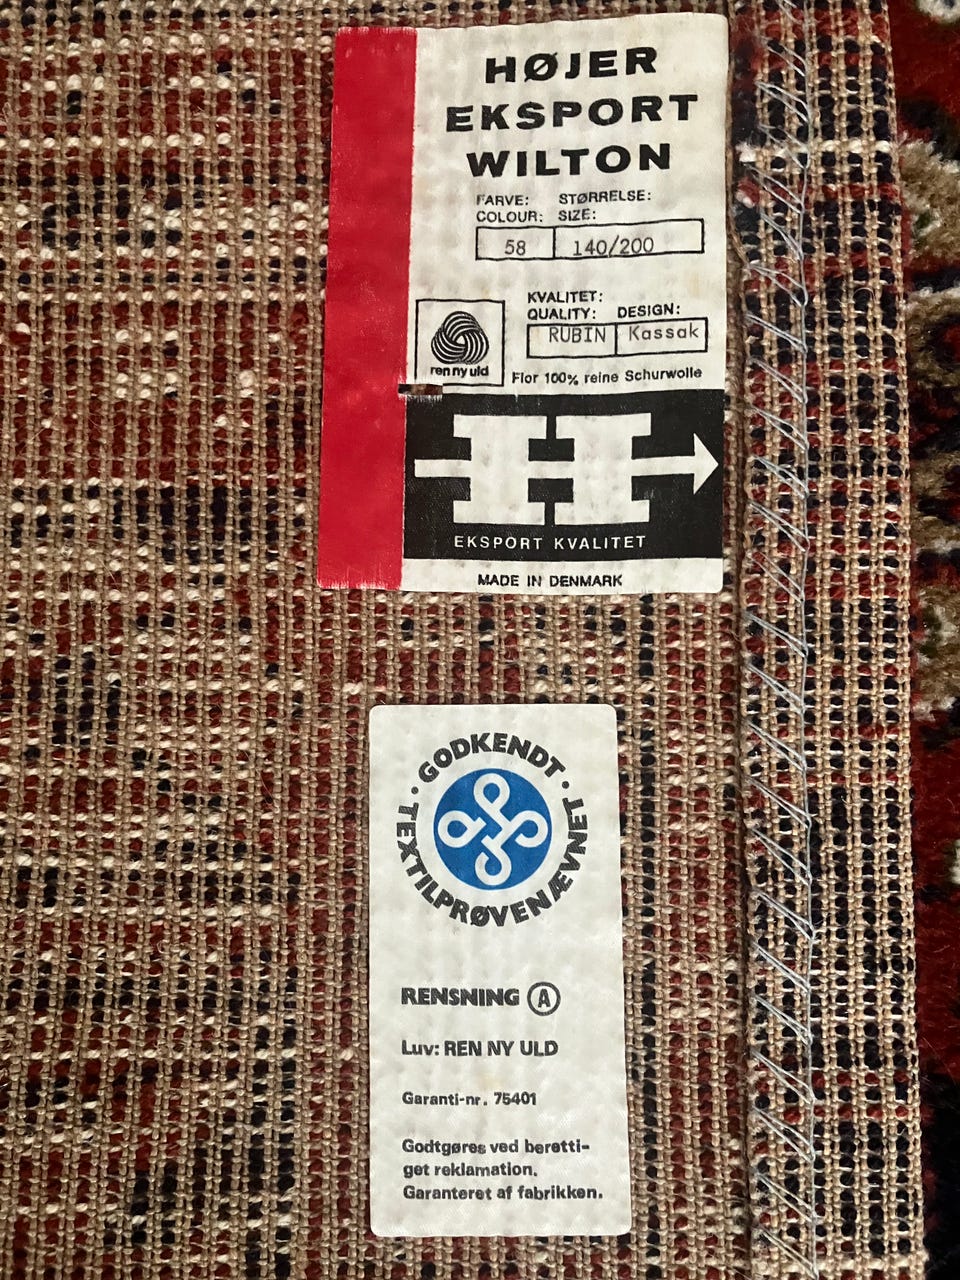 HØJER
EKSPORT
WILTON
FARVE: STØRRELSE:
COLOUR: SIZE:
58 140/200
KVALITET:
QUALITY: DESIGN:
RUBIN Kassak
ren ny uld
Flor 100% reine Schurwolle
H
EKSPORT KVALITET
MADE IN DENMARK
· GODKENDT ·
TEXTILPRØVENÆVNET
RENSNING A
Luv: REN NY ULD
Garanti-nr. 75401
Godtgøres ved beretti-
get reklamation.
Garanteret af fabrikken.